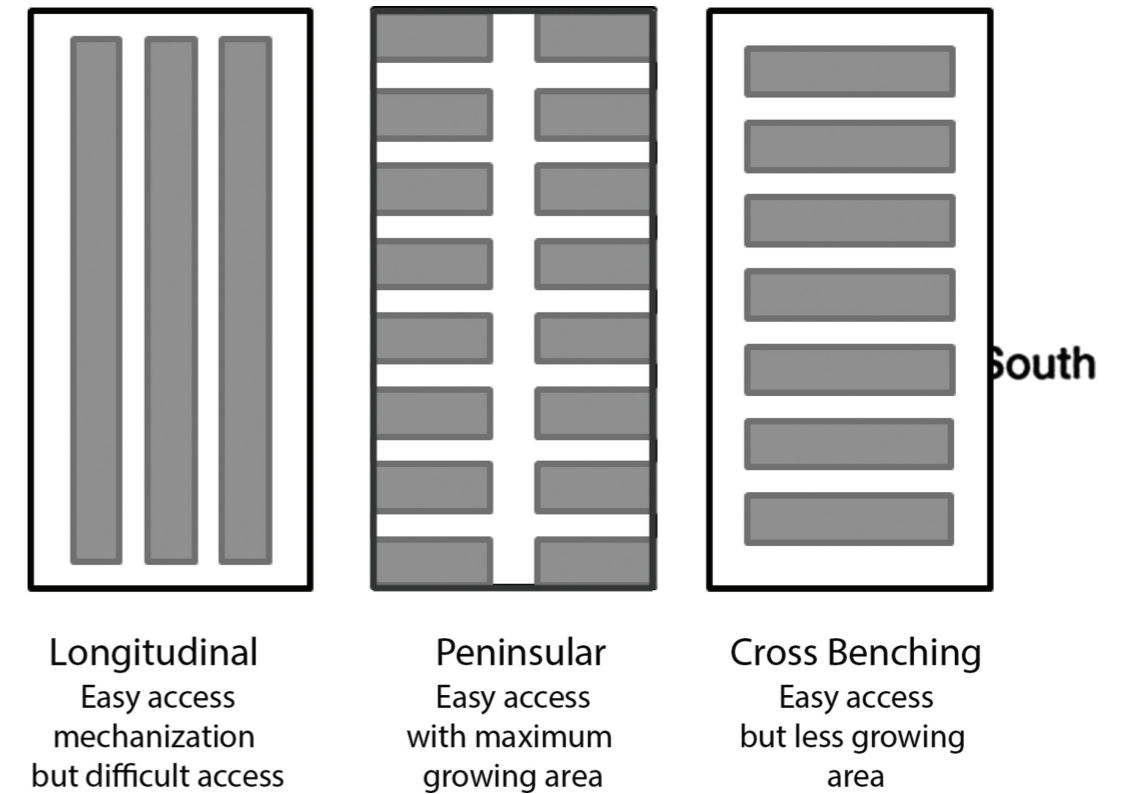 South
Longitudinal
Easy access
mechanization
but difficult access
Peninsular
Easy access
with maximum
growing area
Cross Benching
Easy access
but less growing
area